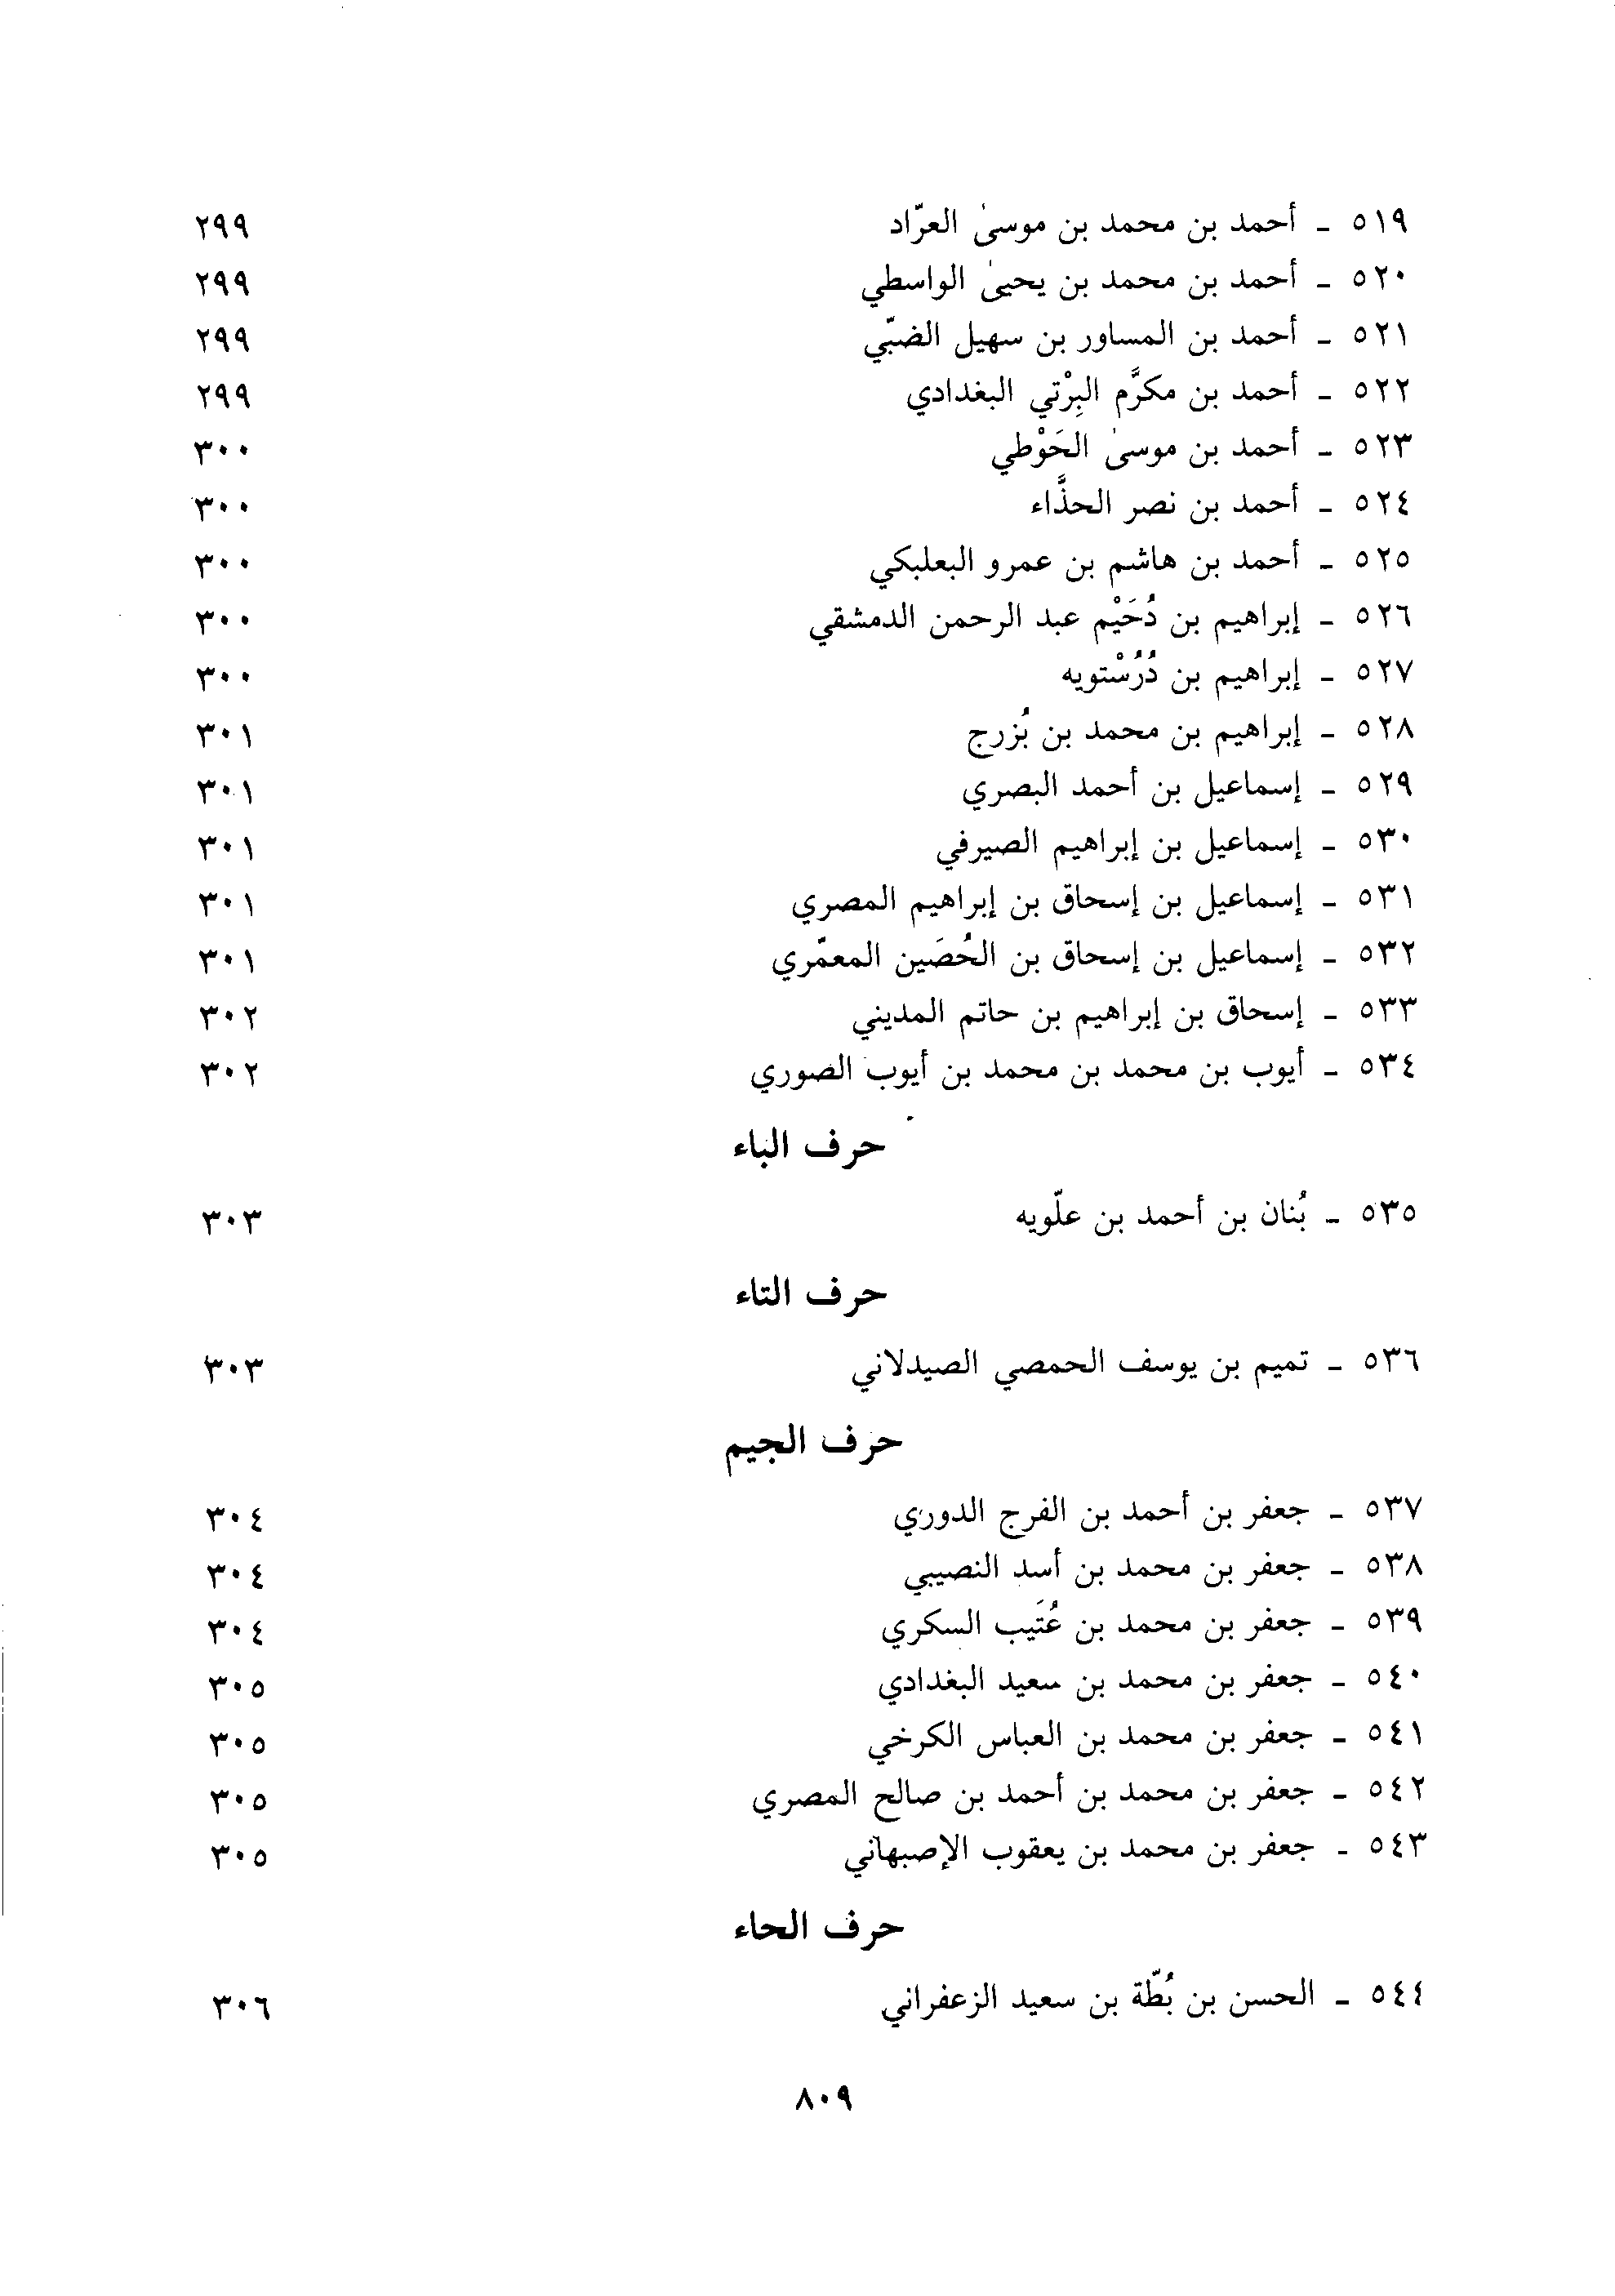 ٥١٩ - أحمد بن محمد بن موسىٰ العرّاد ٢٩٩
٥٢٠ - أحمد بن محمد بن يحيىٰ الواسطي ٢٩٩
٥٢١ - أحمد بن المساور بن سهيل الضبّي ٢٩٩
٥٢٢ - أحمد بن مكرَّم البِرْتي البغدادي ٢٩٩
٥٢٣ - أحمد بن موسىٰ الحَوْطي ٣٠٠
٥٢٤ - أحمد بن نصر الحذَّاء ٣٠٠
٥٢٥ - أحمد بن هاشم بن عمرو البعلبكي ٣٠٠
٥٢٦ - إبراهيم بن دُحَيْم عبد الرحمن الدمشقي ٣٠٠
٥٢٧ - إبراهيم بن دُرُسْتويه ٣٠٠
٥٢٨ - إبراهيم بن محمد بن بُزرج ٣٠١
٥٢٩ - إسماعيل بن أحمد البصري ٣٠١
٥٣٠ - إسماعيل بن إبراهيم الصيرفي ٣٠١
٥٣١ - إسماعيل بن إسحاق بن إبراهيم المصري ٣٠١
٥٣٢ - إسماعيل بن إسحاق بن الحُصَين المعمّري ٣٠١
٥٣٣ - إسحاق بن إبراهيم بن حاتم المديني ٣٠٢
٥٣٤ - أيوب بن محمد بن محمد بن أيوب الصوري ٣٠٢
حرف الباء
٥٣٥ - بُنان بن أحمد بن علّويه ٣٠٣
حرف التاء
٥٣٦ - تميم بن يوسف الحمصي الصيدلاني ٣٠٣
حرف الجيم
٥٣٧ - جعفر بن أحمد بن الفرج الدوري ٣٠٤
٥٣٨ - جعفر بن محمد بن أسد النصيبي ٣٠٤
٥٣٩ - جعفر بن محمد بن عُتَيب السكري ٣٠٤
٥٤٠ - جعفر بن محمد بن سعيد البغدادي ٣٠٥
٥٤١ - جعفر بن محمد بن العباس الكرخي ٣٠٥
٥٤٢ - جعفر بن محمد بن أحمد بن صالح المصري ٣٠٥
٥٤٣ - جعفر بن محمد بن يعقوب الإصبهاني ٣٠٥
حرف الحاء
٥٤٤ - الحسن بن بُطّة بن سعيد الزعفراني ٣٠٦
٨٠٩